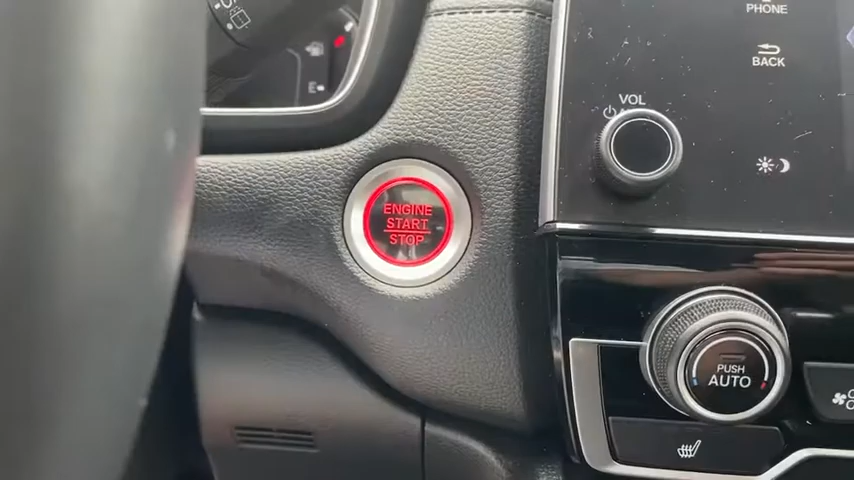 PHONE
BACK
VOL
ENGINE
START
STOP
PUSH
AUTO
E